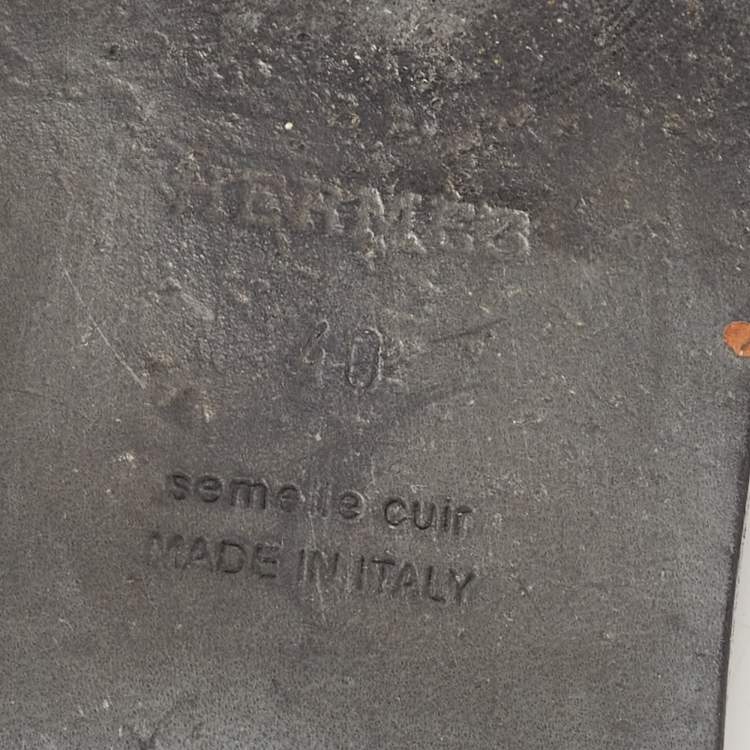 HERMES
40
semelle cuir
MADE IN ITALY